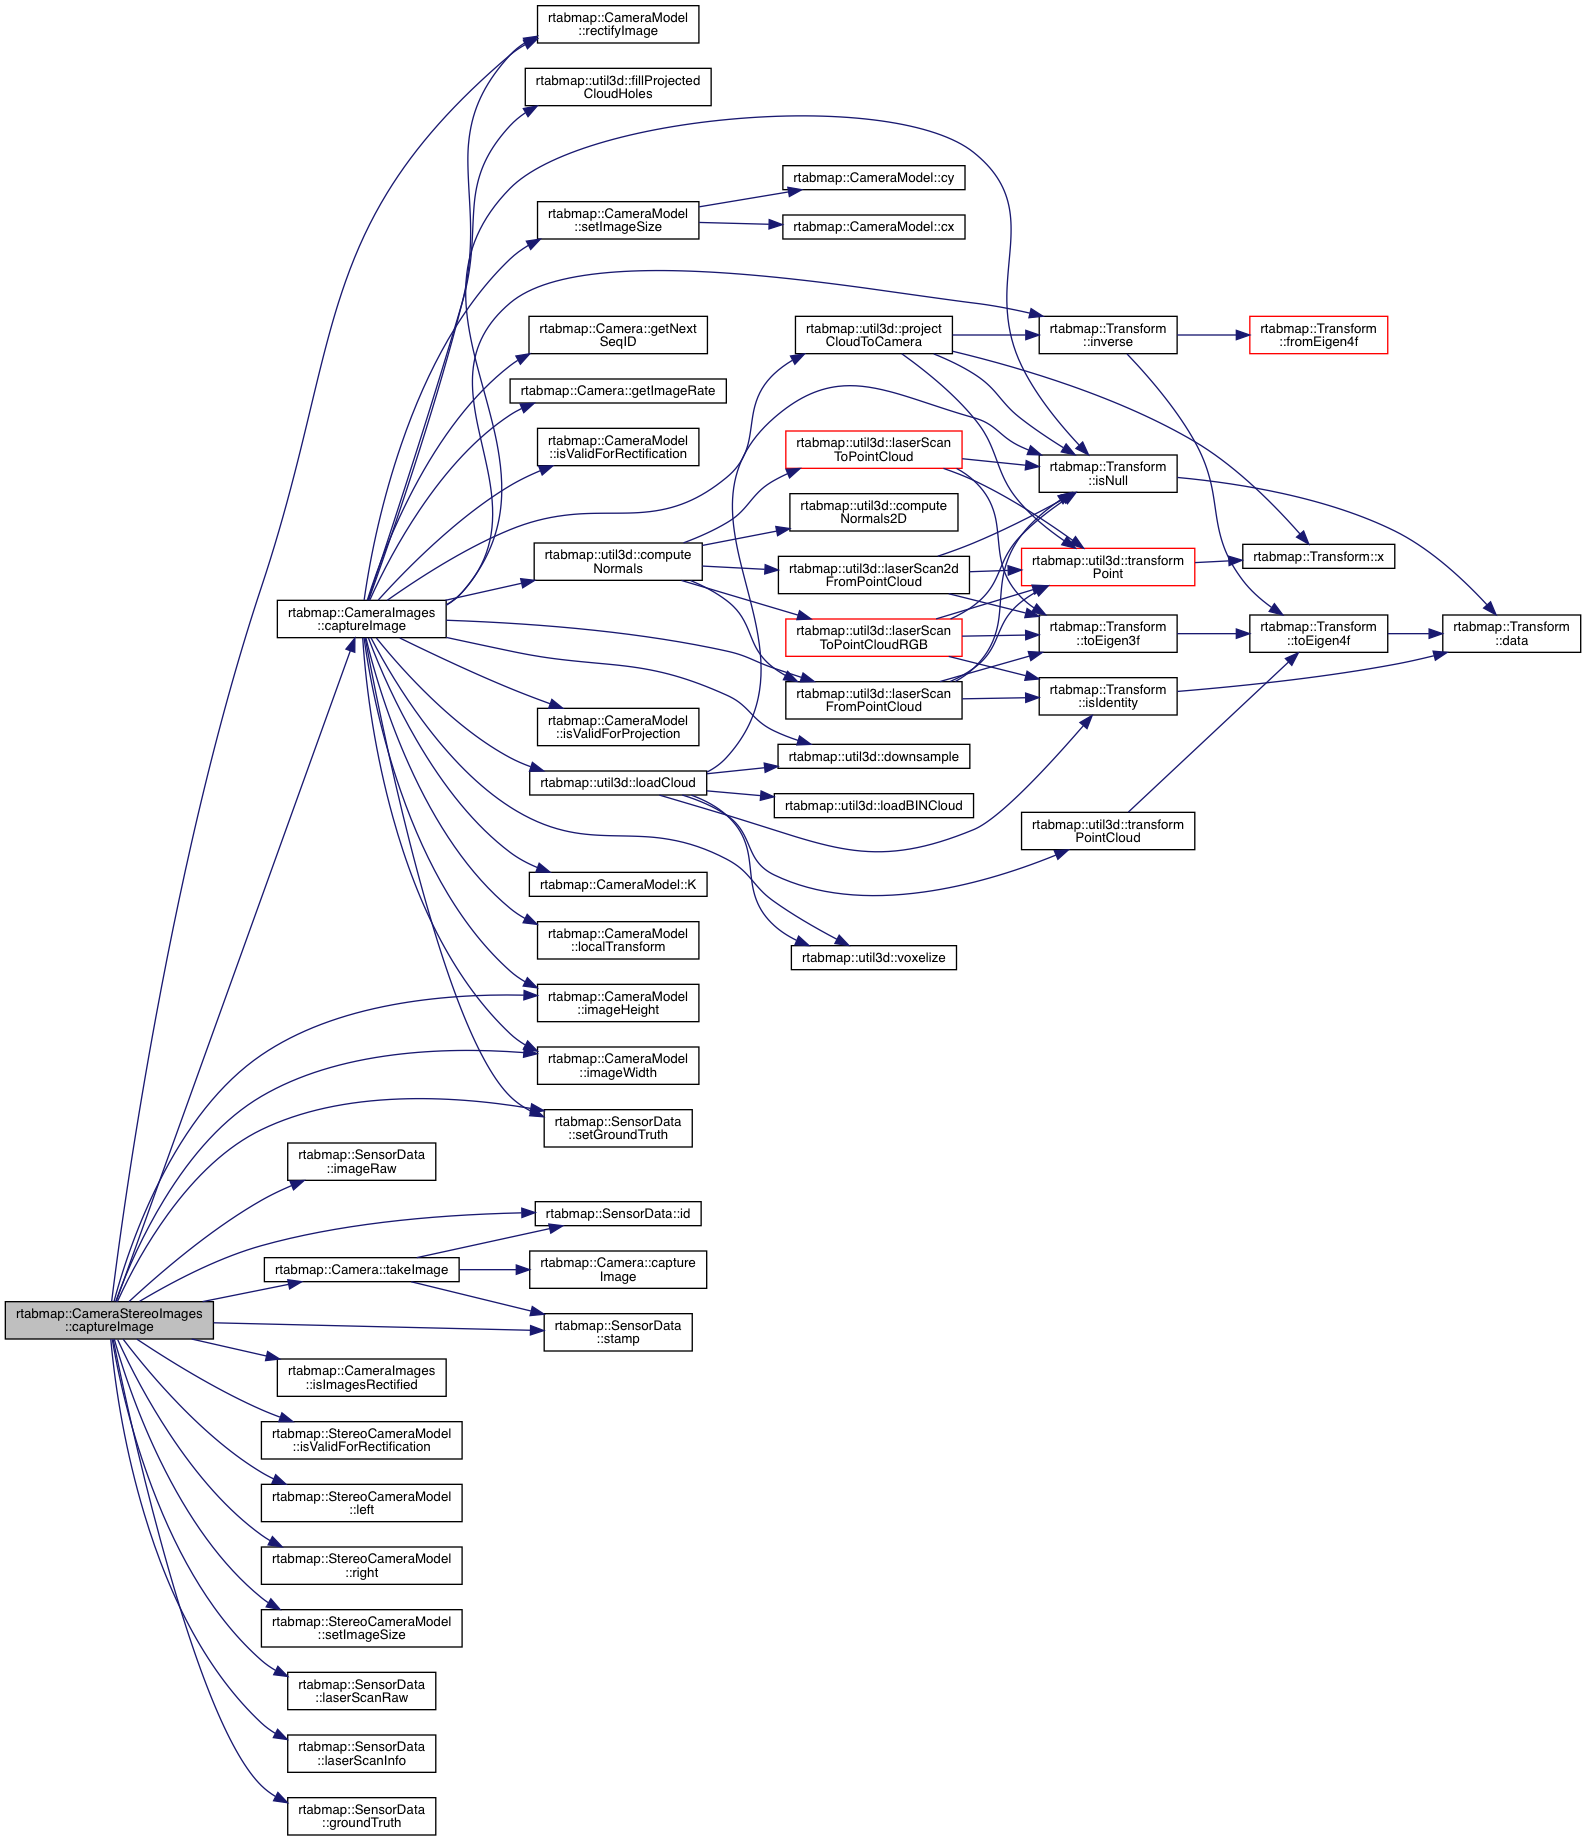 rtabmap::CameraModel
::rectifyImage
rtabmap::util3d::fillProjected
CloudHoles
rtabmap::CameraModel::cy
rtabmap::CameraModel
::setImageSize
rtabmap::CameraModel::cx
rtabmap::Camera::getNext
SeqID
rtabmap::util3d::project
CloudToCamera
rtabmap::Transform
::inverse
rtabmap::Transform
::fromEigen4f
rtabmap::Camera::getImageRate
rtabmap::CameraModel
::isValidForRectification
rtabmap::util3d::laserScan
ToPointCloud
rtabmap::Transform
::isNull
rtabmap::util3d::compute
Normals2D
rtabmap::util3d::compute
Normals
rtabmap::util3d::laserScan2d
FromPointCloud
rtabmap::util3d::transform
Point
rtabmap::Transform::x
rtabmap::CameraImages
::captureImage
rtabmap::util3d::laserScan
ToPointCloudRGB
rtabmap::Transform
::toEigen3f
rtabmap::Transform
::toEigen4f
rtabmap::Transform
::data
rtabmap::util3d::laserScan
FromPointCloud
rtabmap::Transform
::isIdentity
rtabmap::CameraModel
::isValidForProjection
rtabmap::util3d::downsample
rtabmap::util3d::loadCloud
rtabmap::util3d::loadBINCloud
rtabmap::util3d::transform
PointCloud
rtabmap::CameraModel::K
rtabmap::CameraModel
::localTransform
rtabmap::util3d::voxelize
rtabmap::CameraModel
::imageHeight
rtabmap::CameraModel
::imageWidth
rtabmap::SensorData
::setGroundTruth
rtabmap::SensorData
::imageRaw
rtabmap::SensorData::id
rtabmap::Camera::takeImage
rtabmap::Camera::capture
Image
rtabmap::CameraStereoImages
::captureImage
rtabmap::SensorData
::stamp
rtabmap::CameraImages
::isImagesRectified
rtabmap::StereoCameraModel
::isValidForRectification
rtabmap::StereoCameraModel
::left
rtabmap::StereoCameraModel
::right
rtabmap::StereoCameraModel
::setImageSize
rtabmap::SensorData
::laserScanRaw
rtabmap::SensorData
::laserScanInfo
rtabmap::SensorData
::groundTruth